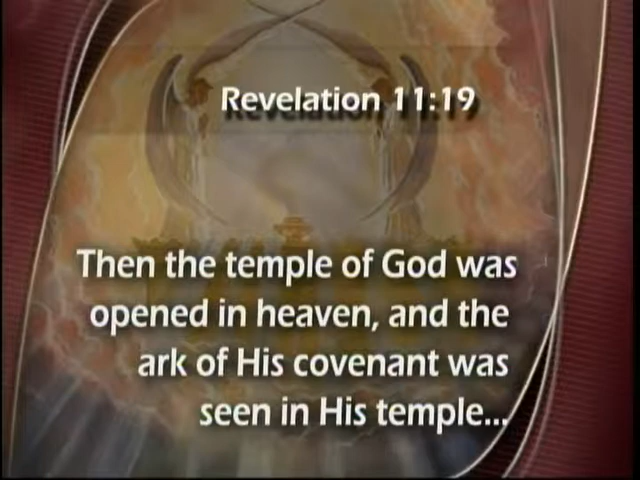 Revelation 11:19
Then the temple of God was
opened in heaven, and the
ark of His covenant was
seen in His temple...